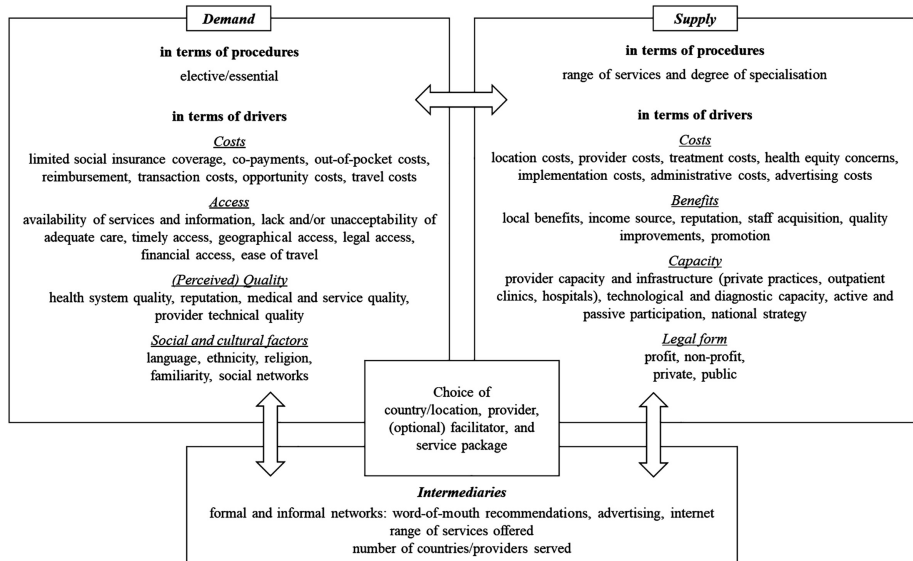 Demand
in terms of procedures
elective/essential
in terms of drivers
Costs
limited social insurance coverage, co-payments, out-of-pocket costs,
reimbursement, transaction costs, opportunity costs, travel costs
Access
availability of services and information, lack and/or unacceptability of
adequate care, timely access, geographical access, legal access,
financial access, ease of travel
(Perceived) Quality
health system quality, reputation, medical and service quality,
provider technical quality
Social and cultural factors
language, ethnicity, religion,
familiarity, social networks
Supply
in terms of procedures
range of services and degree of specialisation
in terms of drivers
Costs
location costs, provider costs, treatment costs, health equity concerns,
implementation costs, administrative costs, advertising costs
Benefits
local benefits, income source, reputation, staff acquisition, quality
improvements, promotion
Capacity
provider capacity and infrastructure (private practices, outpatient
clinics, hospitals), technological and diagnostic capacity, active and
passive participation, national strategy
Legal form
profit, non-profit,
private, public
Choice of
country/location, provider,
(optional) facilitator, and
service package
Intermediaries
formal and informal networks: word-of-mouth recommendations, advertising, internet
range of services offered
number of countries/providers served